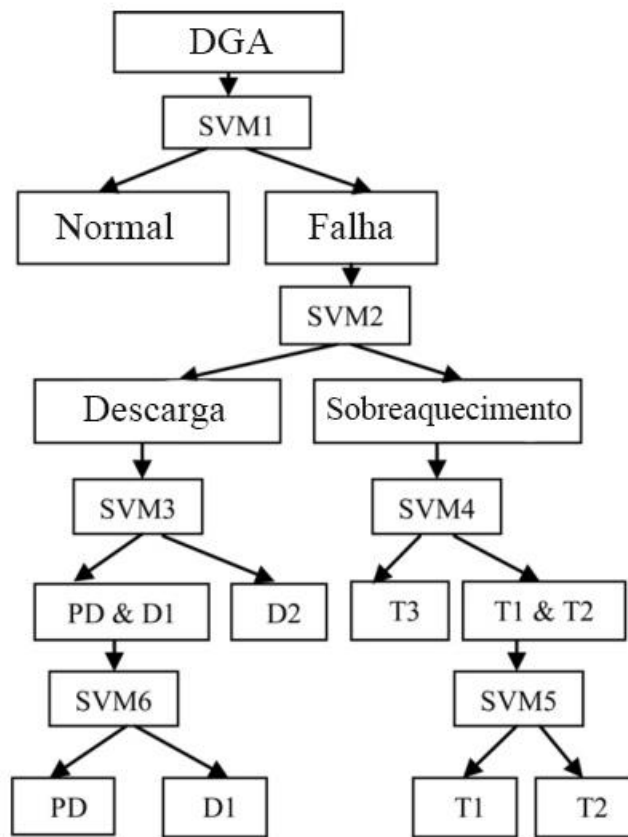 DGA
SVM1
Normal
Falha
SVM2
Descarga
Sobreaquecimento
SVM3
SVM4
PD & D1
D2
T3
T1 & T2
SVM6
SVM5
PD
D1
T1
T2